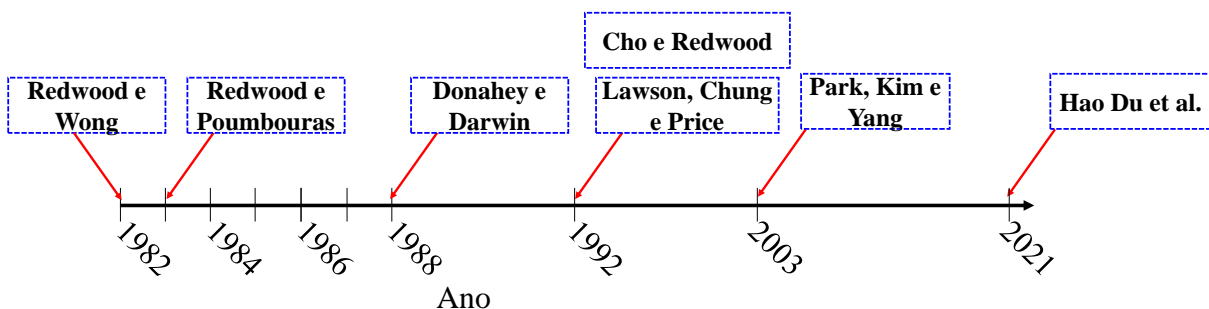 Cho e Redwood
Redwood e
Wong
Redwood e
Poumbouras
Donahey e
Darwin
Lawson, Chung
e Price
Park, Kim e
Yang
Hao Du et al.
1982
1984
1986
1988
1992
2003
2021
Ano